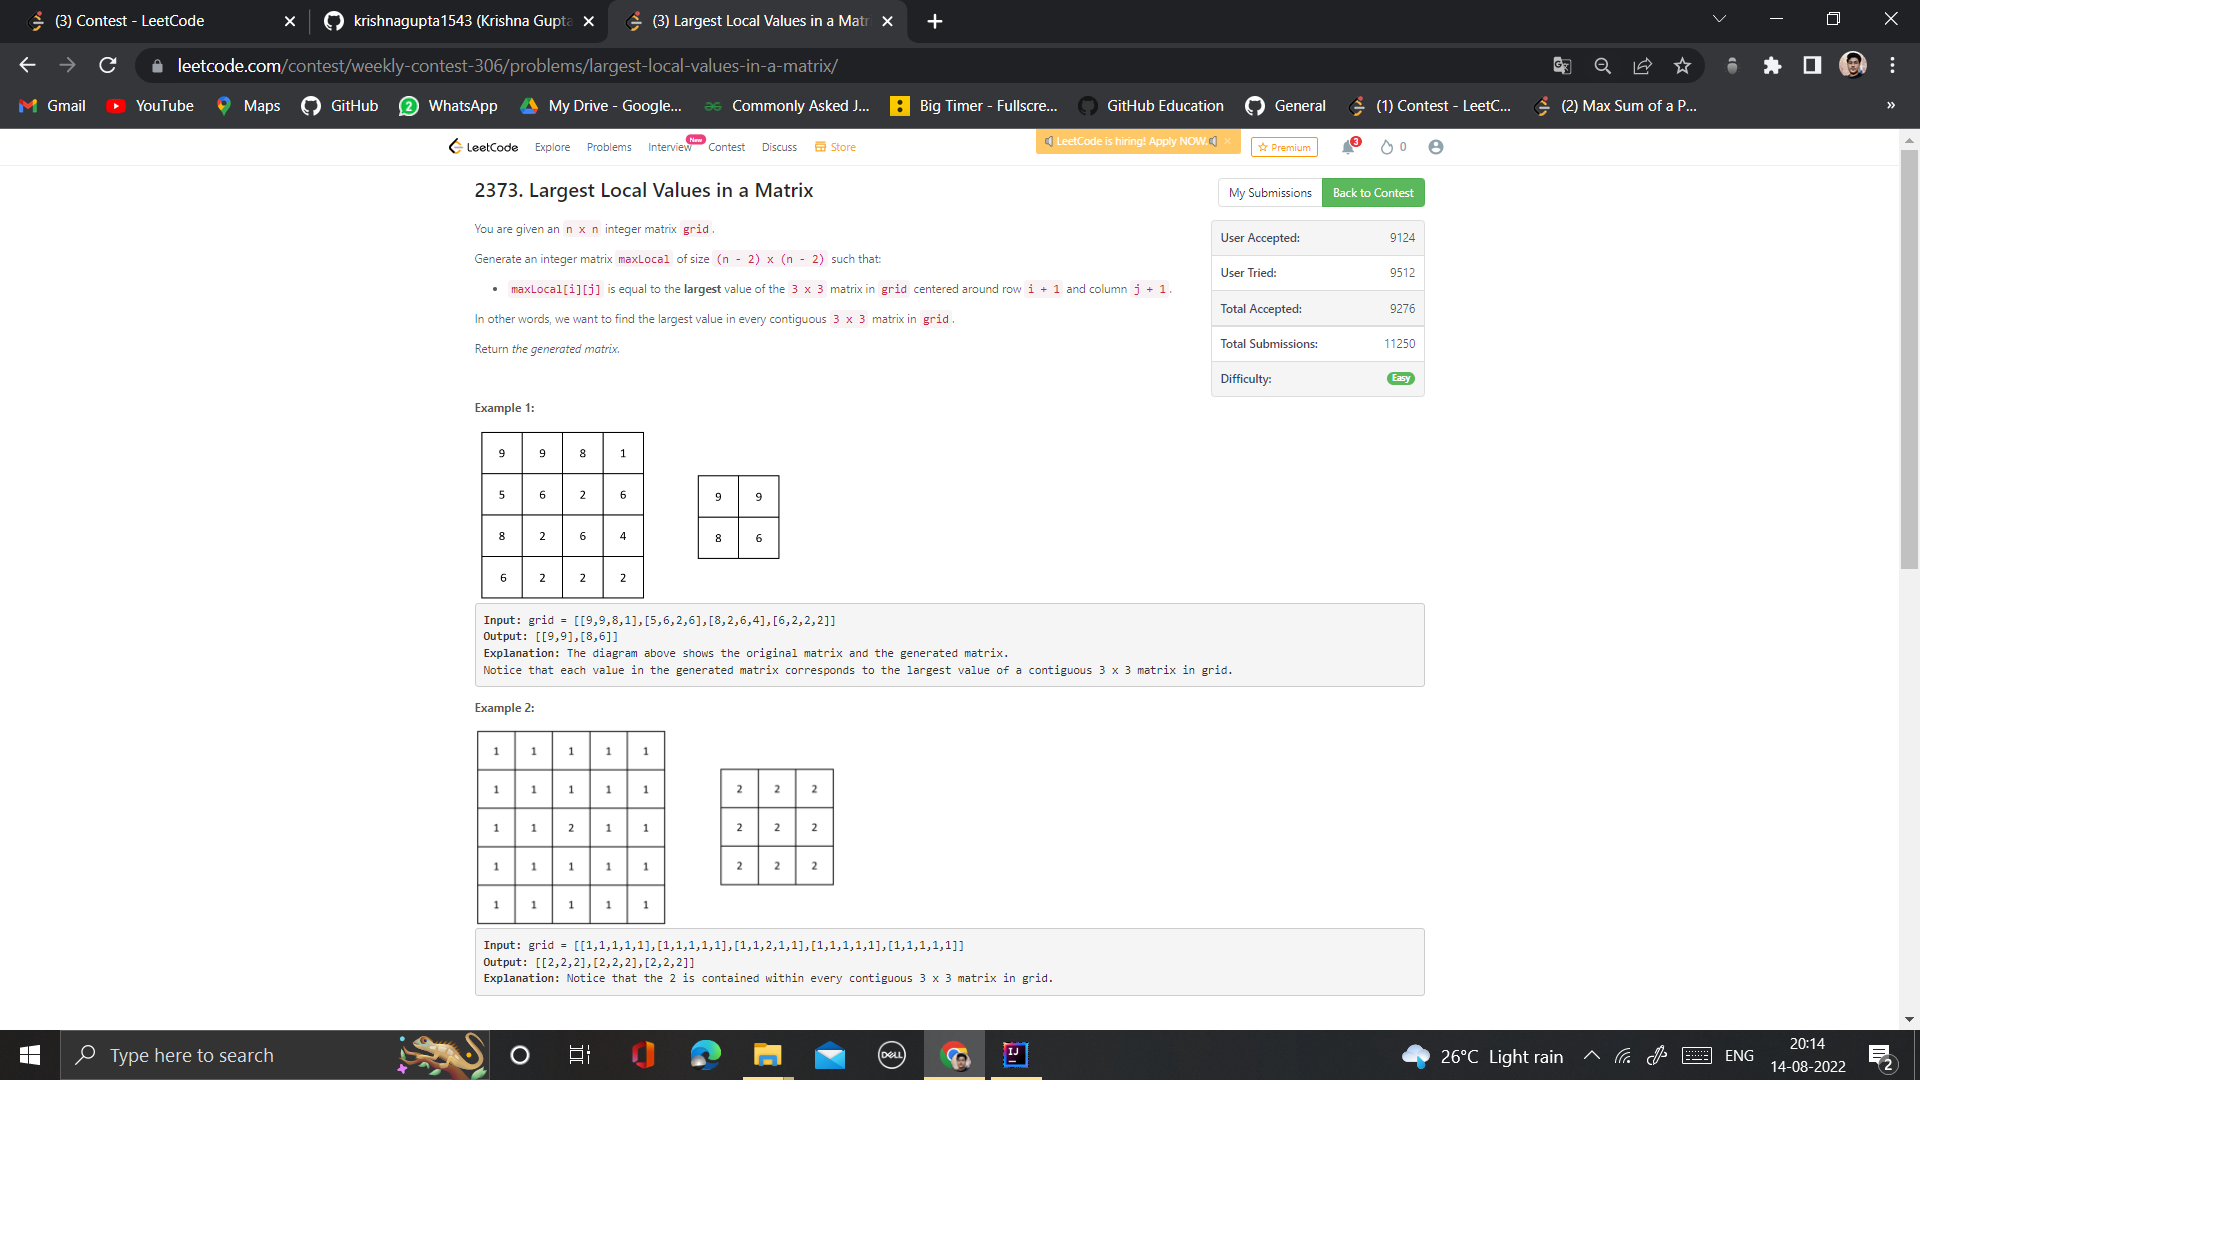 (3) Contest - LeetCode
krishnagupta1543 (Krishna Gupta
(3) Largest Local Values in a Matr
leetcode.com/contest/weekly-contest-306/problems/largest-local-values-in-a-matrix/
Gmail YouTube Maps GitHub 2 WhatsApp My Drive - Google... Commonly Asked J... Big Timer - Fullscre... GitHub Education General (1) Contest - LeetC... (2) Max Sum of a P... »
LeetCode Explore Problems Interview New Contest Discuss Store LeetCode is hiring! Apply NOW. × Premium 3 0
2373. Largest Local Values in a Matrix
My Submissions Back to Contest
You are given an n x n integer matrix grid.
Generate an integer matrix maxLocal of size (n - 2) x (n - 2) such that:
• maxLocal[i][j] is equal to the largest value of the 3 x 3 matrix in grid centered around row i + 1 and column j + 1.
In other words, we want to find the largest value in every contiguous 3 x 3 matrix in grid.
Return the generated matrix.
User Accepted: 9124
User Tried: 9512
Total Accepted: 9276
Total Submissions: 11250
Difficulty: Easy
Example 1:
9 9 8 1
5 6 2 6
8 2 6 4
6 2 2 2
9 9
8 6
Input: grid = [[9,9,8,1],[5,6,2,6],[8,2,6,4],[6,2,2,2]]
Output: [[9,9],[8,6]]
Explanation: The diagram above shows the original matrix and the generated matrix.
Notice that each value in the generated matrix corresponds to the largest value of a contiguous 3 x 3 matrix in grid.
Example 2:
1 1 1 1 1
1 1 1 1 1
1 1 2 1 1
1 1 1 1 1
1 1 1 1 1
2 2 2
2 2 2
2 2 2
Input: grid = [[1,1,1,1,1],[1,1,1,1,1],[1,1,2,1,1],[1,1,1,1,1],[1,1,1,1,1]]
Output: [[2,2,2],[2,2,2],[2,2,2]]
Explanation: Notice that the 2 is contained within every contiguous 3 x 3 matrix in grid.
Type here to search
DELL
IJ
26°C Light rain
ENG
20:14
14-08-2022
2